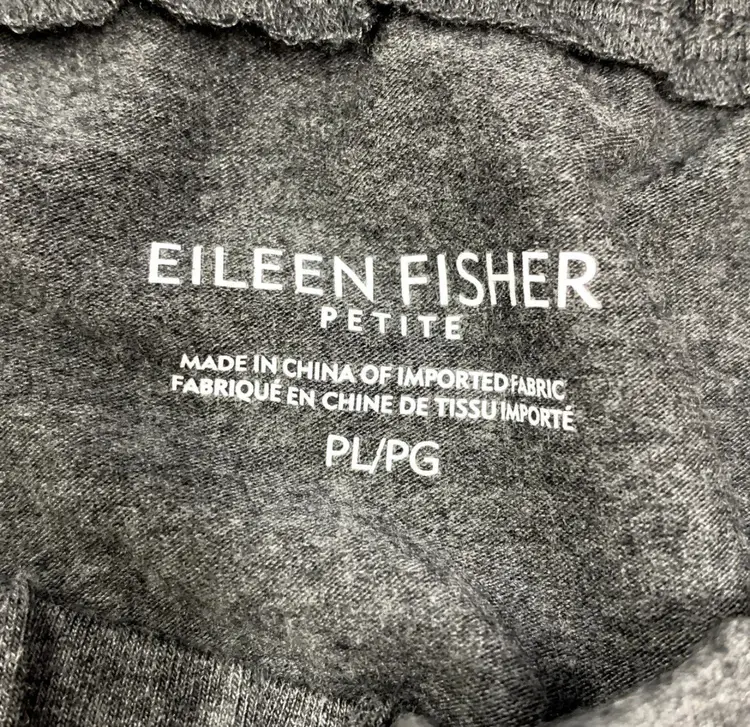 EILEEN FISHER
PETITE
MADE IN CHINA OF IMPORTED FABRIC
FABRIQUÉ EN CHINE DE TISSU IMPORTÉ
PL/PG